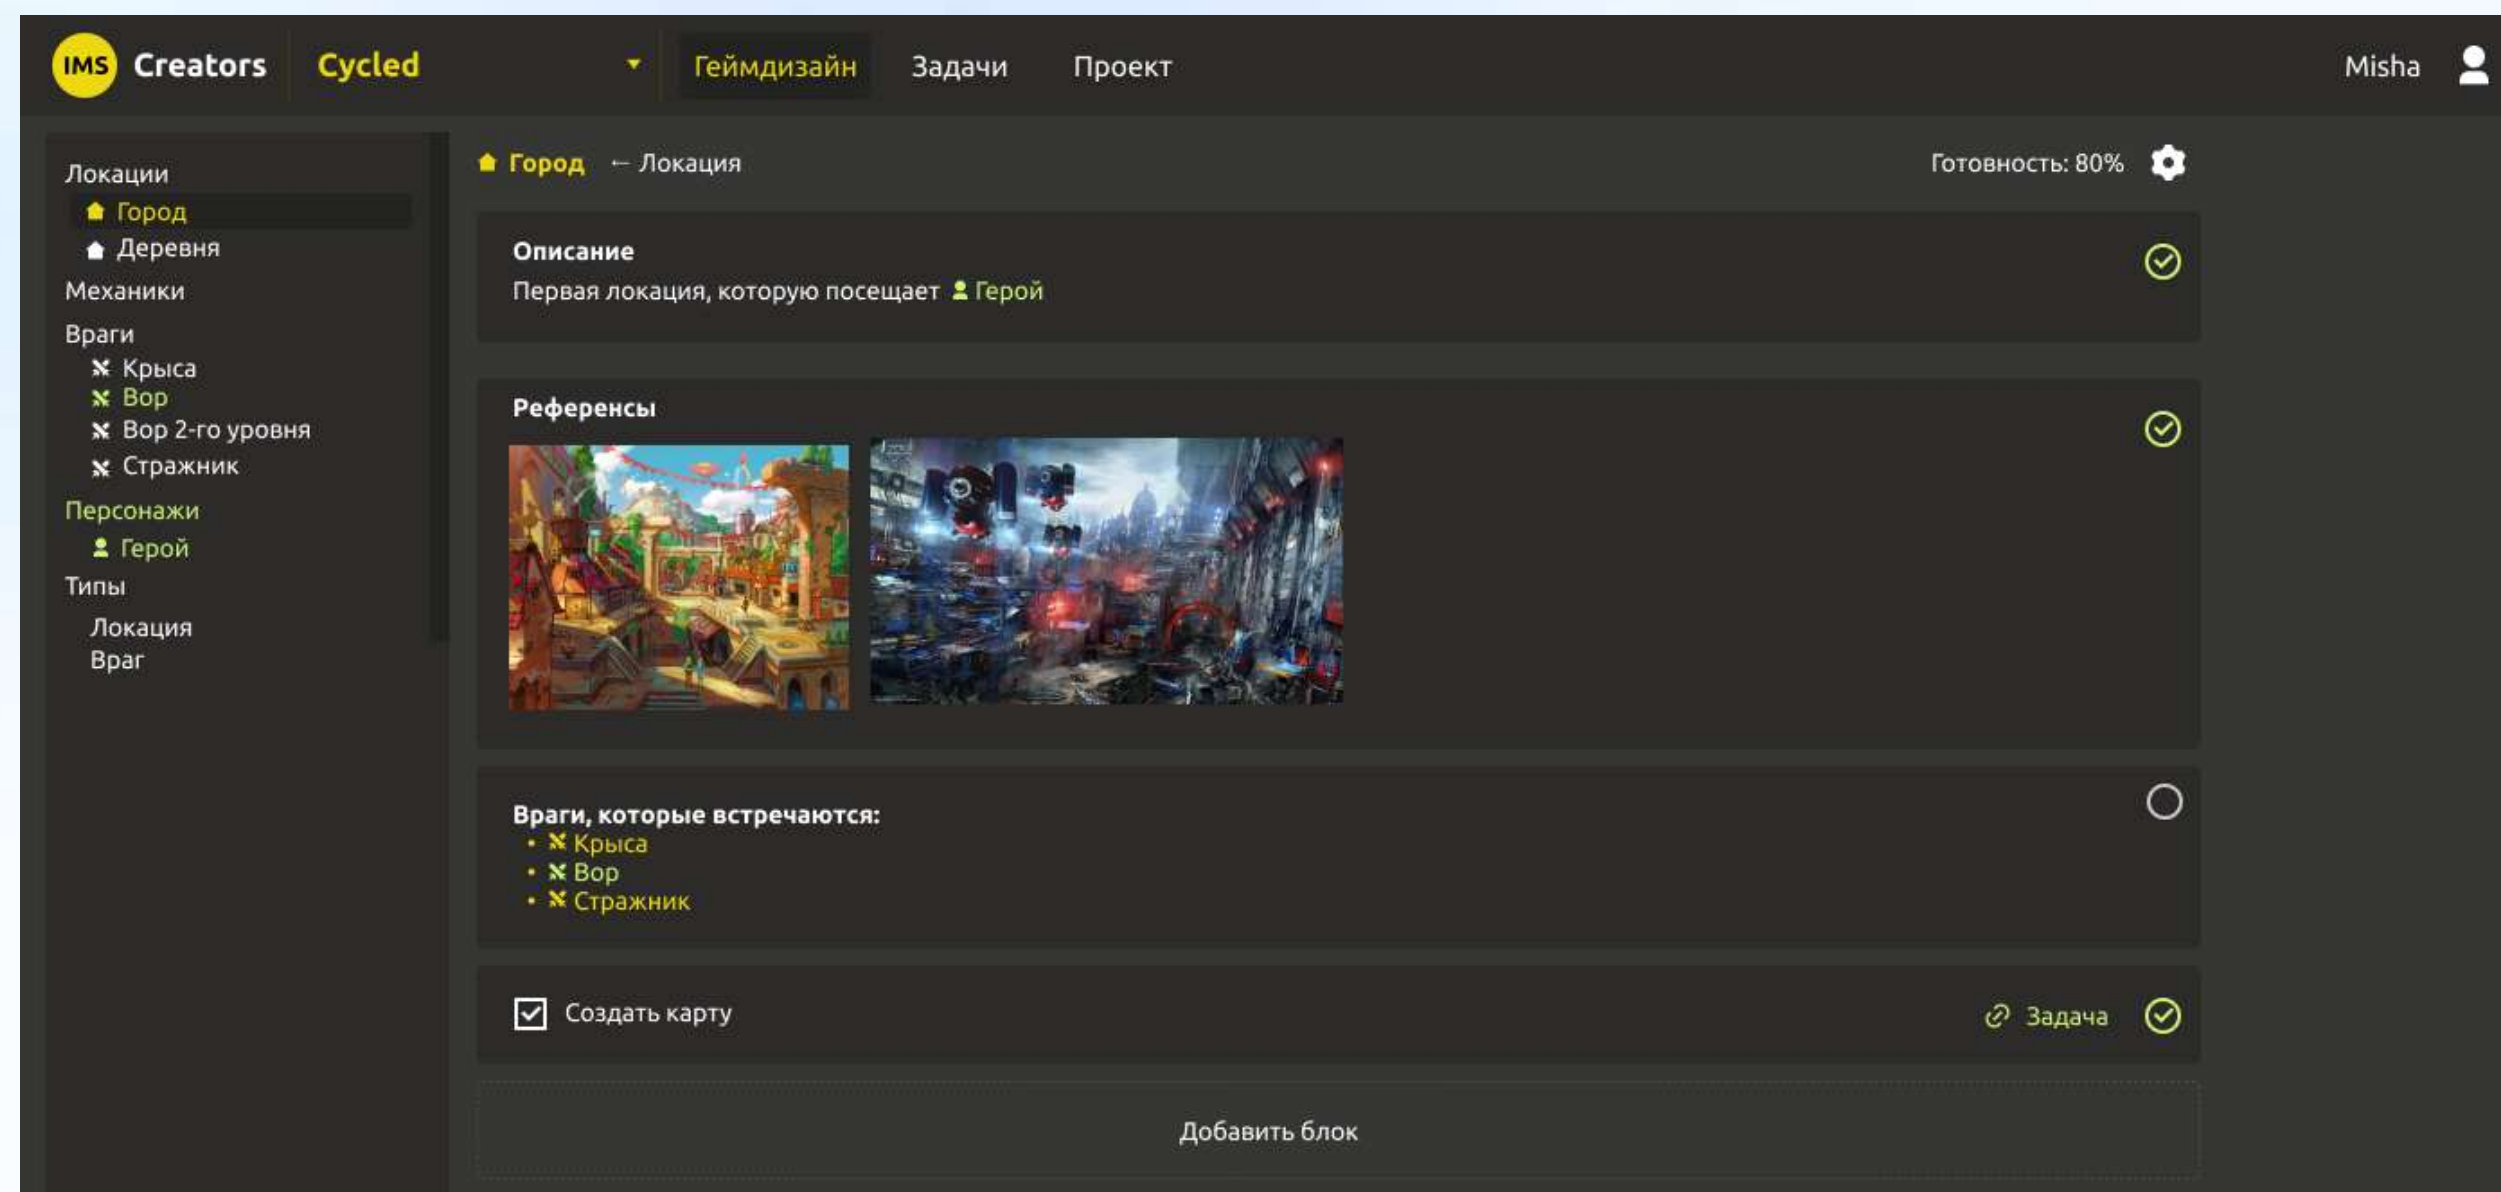 IMS Creators Cycled Геймдизайн Задачи Проект Misha
Локации
Город
Деревня
Механики
Враги
Крыса
Вор
Вор 2-го уровня
Стражник
Персонажи
Герой
Типы
Локация
Враг
Город ← Локация Готовность: 80%
Описание
Первая локация, которую посещает Герой
Референсы
Враги, которые встречаются:
• Крыса
• Вор
• Стражник
Создать карту Задача
Добавить блок